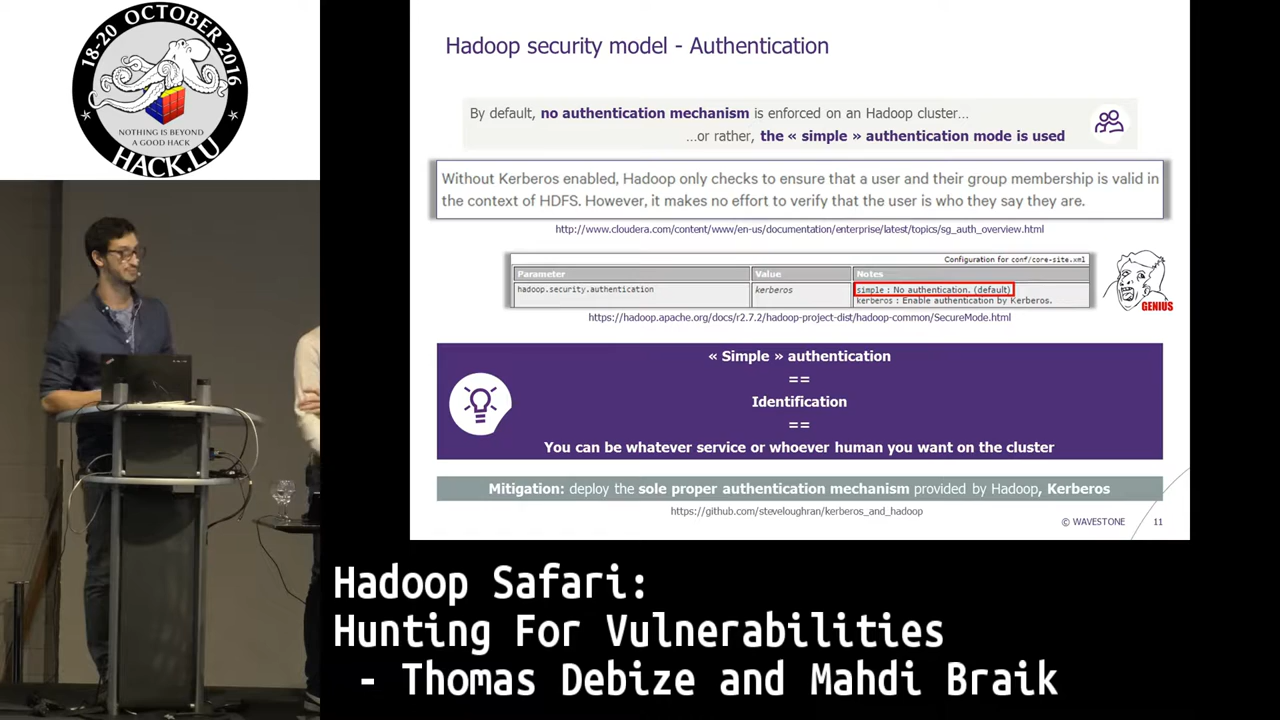 18-20 OCTOBER 2016
NOTHING IS BEYOND
A GOOD HACK
HACK.LU
Hadoop security model - Authentication
By default, no authentication mechanism is enforced on an Hadoop cluster…
…or rather, the « simple » authentication mode is used
Without Kerberos enabled, Hadoop only checks to ensure that a user and their group membership is valid in
the context of HDFS. However, it makes no effort to verify that the user is who they say they are.
http://www.cloudera.com/content/www/en-us/documentation/enterprise/latest/topics/sg_auth_overview.html
Configuration for conf/core-site.xml
Parameter Value Notes
hadoop.security.authentication kerberos simple : No authentication. (default)
kerberos : Enable authentication by Kerberos.
GENIUS
https://hadoop.apache.org/docs/r2.7.2/hadoop-project-dist/hadoop-common/SecureMode.html
« Simple » authentication
==
Identification
==
You can be whatever service or whoever human you want on the cluster
Mitigation: deploy the sole proper authentication mechanism provided by Hadoop, Kerberos
https://github.com/steveloughran/kerberos_and_hadoop
© WAVESTONE 11
Hadoop Safari:
Hunting For Vulnerabilities
- Thomas Debize and Mahdi Braik